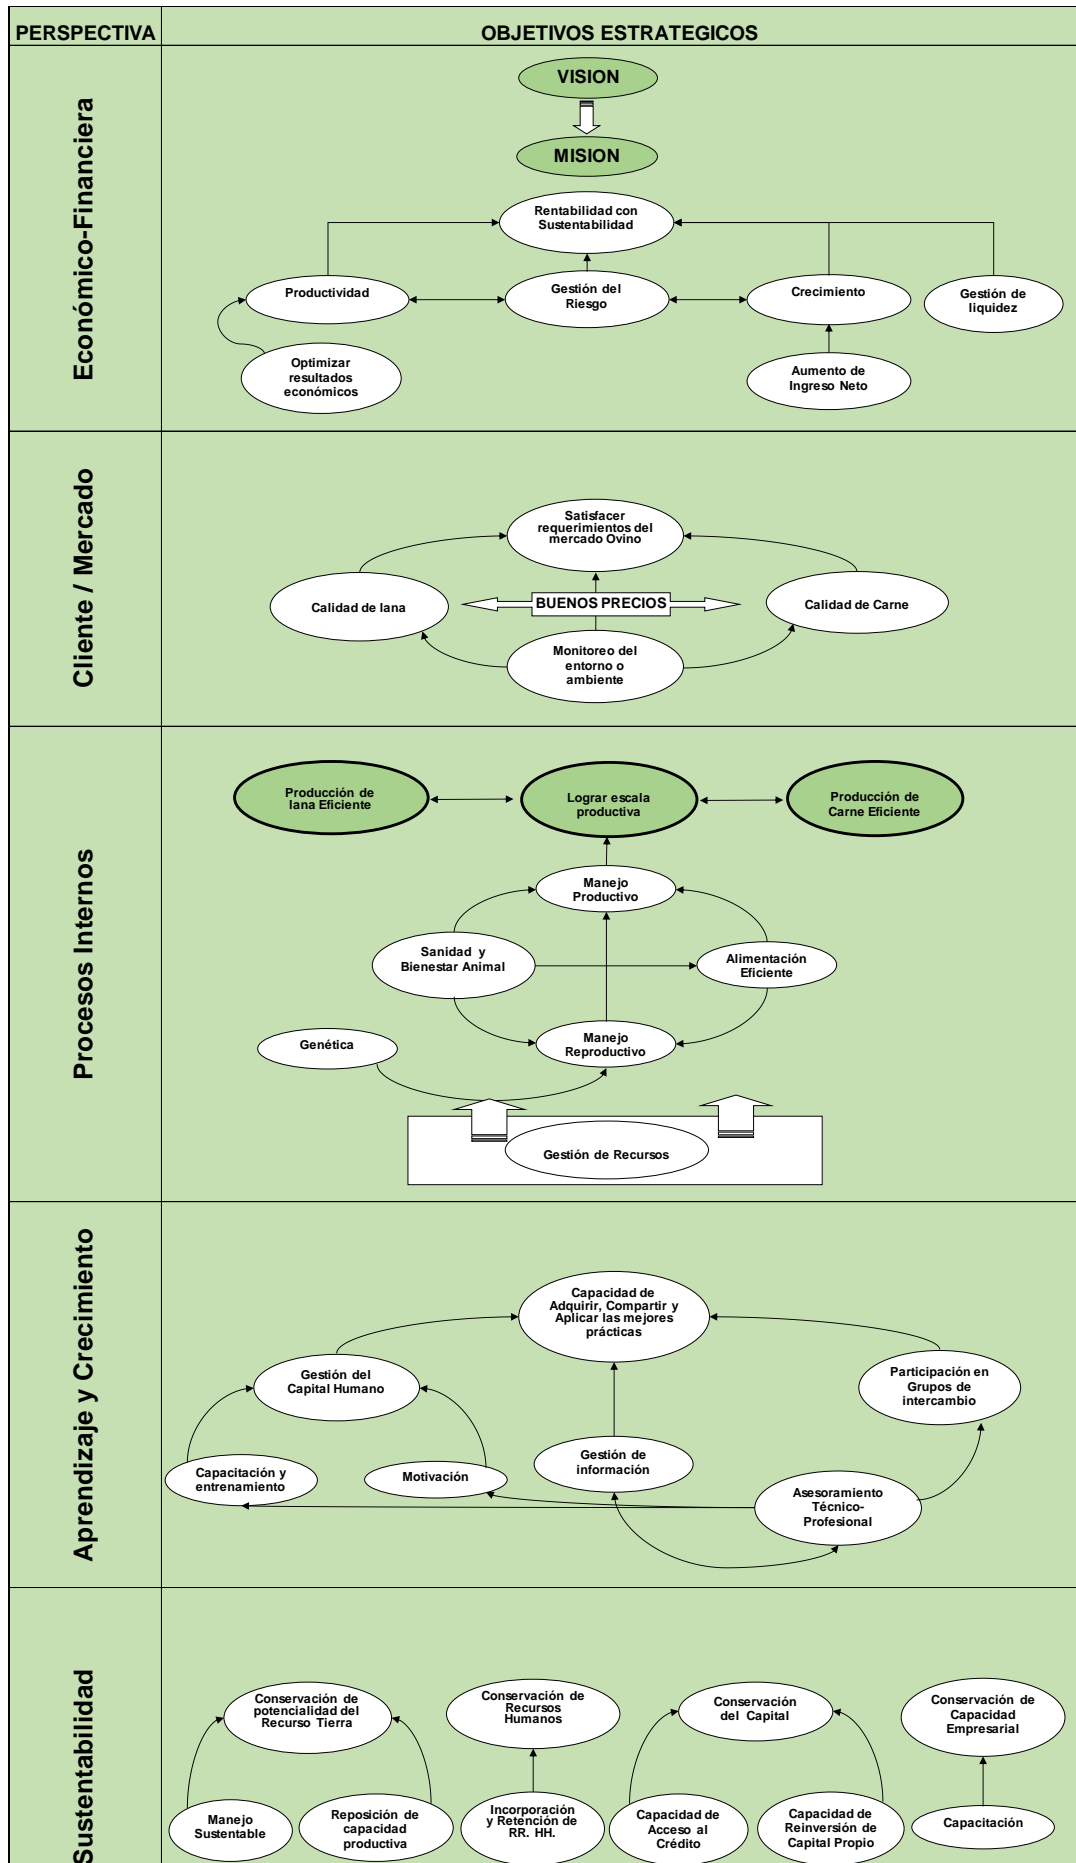 PERSPECTIVA
OBJETIVOS ESTRATEGICOS
Económico-Financiera
VISION
MISION
Rentabilidad con
Sustentabilidad
Productividad
Gestión del
Riesgo
Crecimiento
Gestión de
liquidez
Optimizar
resultados
económicos
Aumento de
Ingreso Neto
Cliente / Mercado
Satisfacer
requerimientos del
mercado Ovino
Calidad de lana
BUENOS PRECIOS
Calidad de Carne
Monitoreo del
entorno o
ambiente
Procesos Internos
Producción de
lana Eficiente
Lograr escala
productiva
Producción de
Carne Eficiente
Manejo
Productivo
Sanidad y
Bienestar Animal
Alimentación
Eficiente
Genética
Manejo
Reproductivo
Gestión de Recursos
Aprendizaje y Crecimiento
Capacidad de
Adquirir, Compartir y
Aplicar las mejores
prácticas
Gestión del
Capital Humano
Participación en
Grupos de
intercambio
Capacitación y
entrenamiento
Motivación
Gestión de
información
Asesoramiento
Técnico-
Profesional
Sustentabilidad
Conservación de
potencialidad del
Recurso Tierra
Conservación de
Recursos
Humanos
Conservación
del Capital
Conservación de
Capacidad
Empresarial
Manejo
Sustentable
Reposición de
capacidad
productiva
Incorporación
y Retención de
RR. HH.
Capacidad de
Acceso al
Crédito
Capacidad de
Reinversión de
Capital Propio
Capacitación